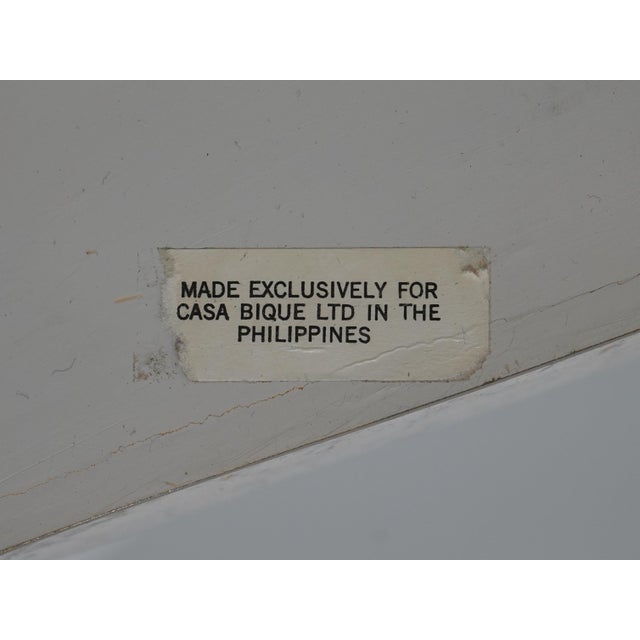 MADE EXCLUSIVELY FOR
CASA BIQUE LTD IN THE
PHILIPPINES